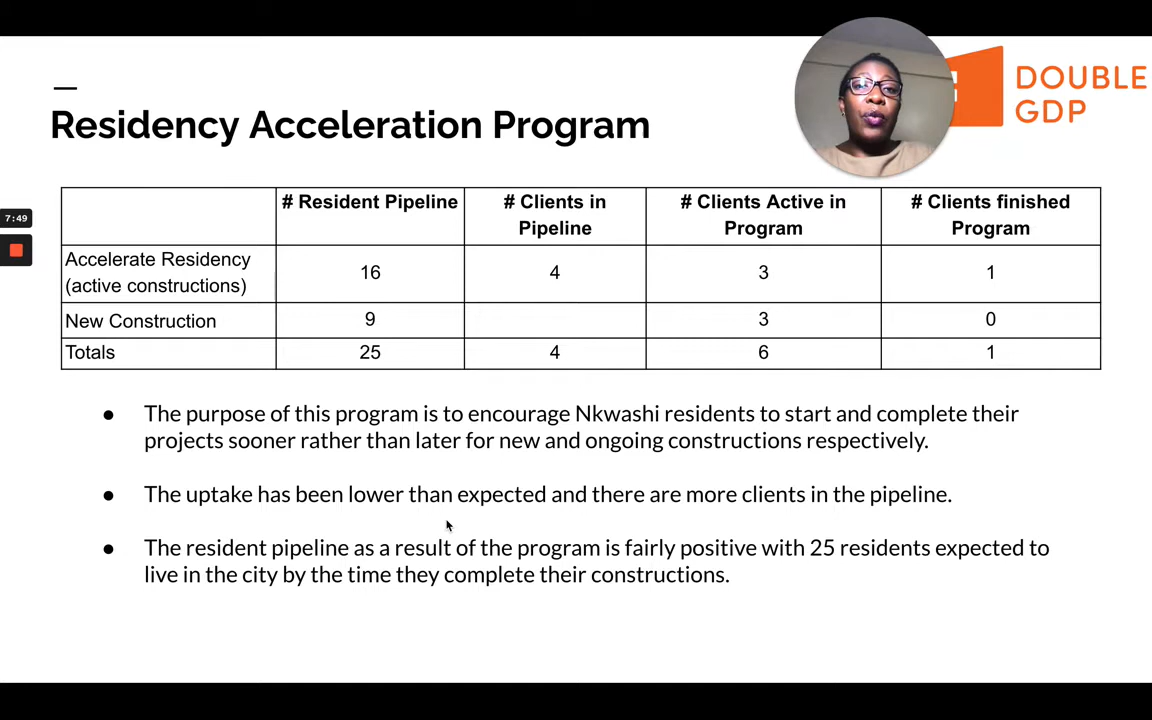 DOUBLE
GDP
Residency Acceleration Program
# Resident Pipeline
# Clients in
Pipeline
# Clients Active in
Program
# Clients finished
Program
7:49
Accelerate Residency
(active constructions)
16
4
3
1
New Construction
9
3
0
Totals
25
4
6
1
● The purpose of this program is to encourage Nkwashi residents to start and complete their
projects sooner rather than later for new and ongoing constructions respectively.
● The uptake has been lower than expected and there are more clients in the pipeline.
● The resident pipeline as a result of the program is fairly positive with 25 residents expected to
live in the city by the time they complete their constructions.